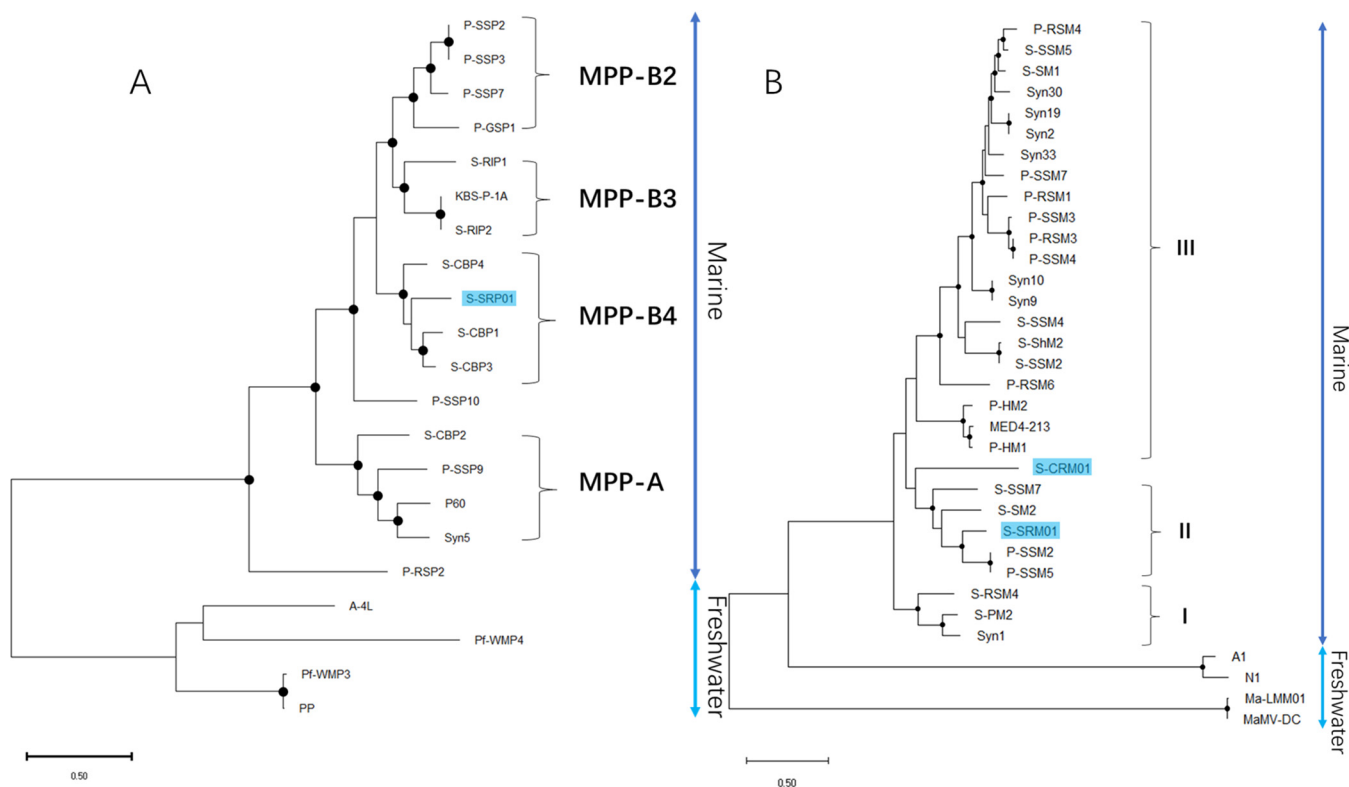 A
P-SSP2
P-SSP3
P-SSP7
P-GSP1
MPP-B2
S-RIP1
KBS-P-1A
S-RIP2
MPP-B3
S-CBP4
S-SRP01
S-CBP1
S-CBP3
MPP-B4
P-SSP10
S-CBP2
P-SSP9
P60
Syn5
MPP-A
P-RSP2
A-4L
Pf-WMP4
Pf-WMP3
PP
Marine
Freshwater
0.50
B
P-RSM4
S-SSM5
S-SM1
Syn30
Syn19
Syn2
Syn33
P-SSM7
P-RSM1
P-SSM3
P-RSM3
P-SSM4
Syn10
Syn9
S-SSM4
S-ShM2
S-SSM2
P-RSM6
P-HM2
MED4-213
P-HM1
III
S-CRM01
S-SSM7
S-SM2
S-SRM01
P-SSM2
P-SSM5
II
S-RSM4
S-PM2
Syn1
I
A1
N1
Ma-LMM01
MaMV-DC
Marine
Freshwater
0.50